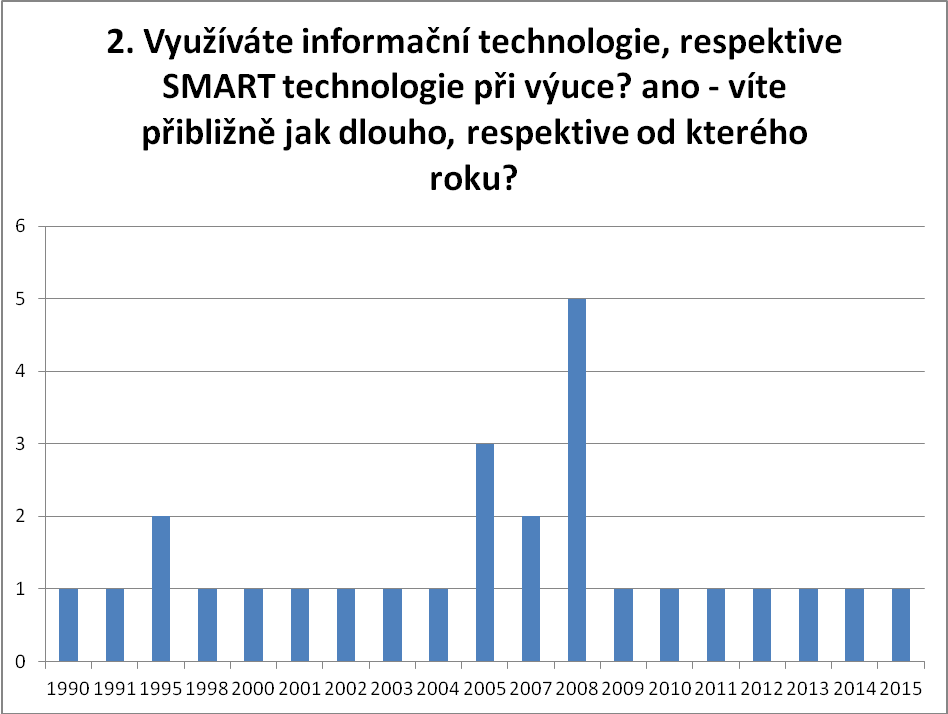 2. Využíváte informační technologie, respektive
SMART technologie při výuce? ano - víte
přibližně jak dlouho, respektive od kterého
roku?
6
5
4
3
2
1
0
1990 1991 1995 1998 2000 2001 2002 2003 2004 2005 2007 2008 2009 2010 2011 2012 2013 2014 2015